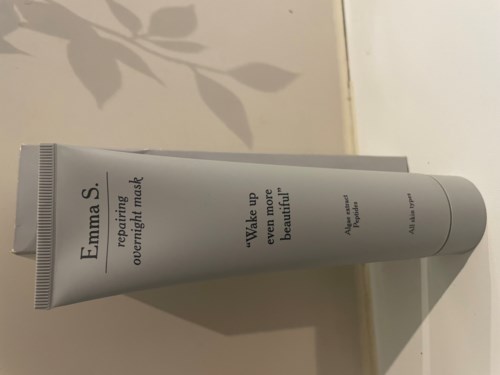 Emma S.
repairing
overnight mask
"Wake up
even more
beautiful"
Algae extract
Peptides
All skin types